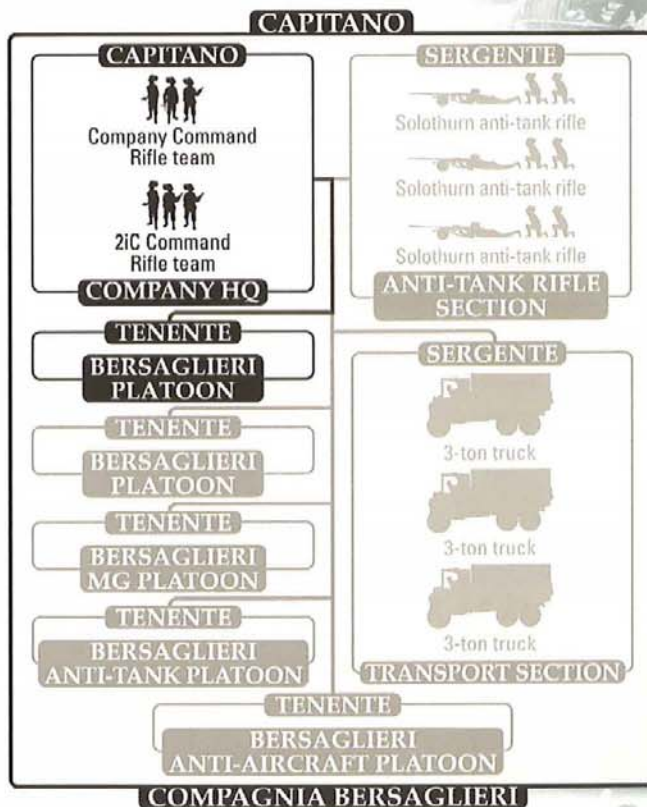 CAPITANO
CAPITANO
Company Command
Rifle team
2iC Command
Rifle team
COMPANY HQ
SERGENTE
Solothurn anti-tank rifle
Solothurn anti-tank rifle
Solothurn anti-tank rifle
ANTI-TANK RIFLE
SECTION
TENENTE
BERSAGLIERI
PLATOON
TENENTE
BERSAGLIERI
PLATOON
TENENTE
BERSAGLIERI
MG PLATOON
TENENTE
BERSAGLIERI
ANTI-TANK PLATOON
SERGENTE
3-ton truck
3-ton truck
3-ton truck
TRANSPORT SECTION
TENENTE
BERSAGLIERI
ANTI-AIRCRAFT PLATOON
COMPAGNIA BERSAGLIERI